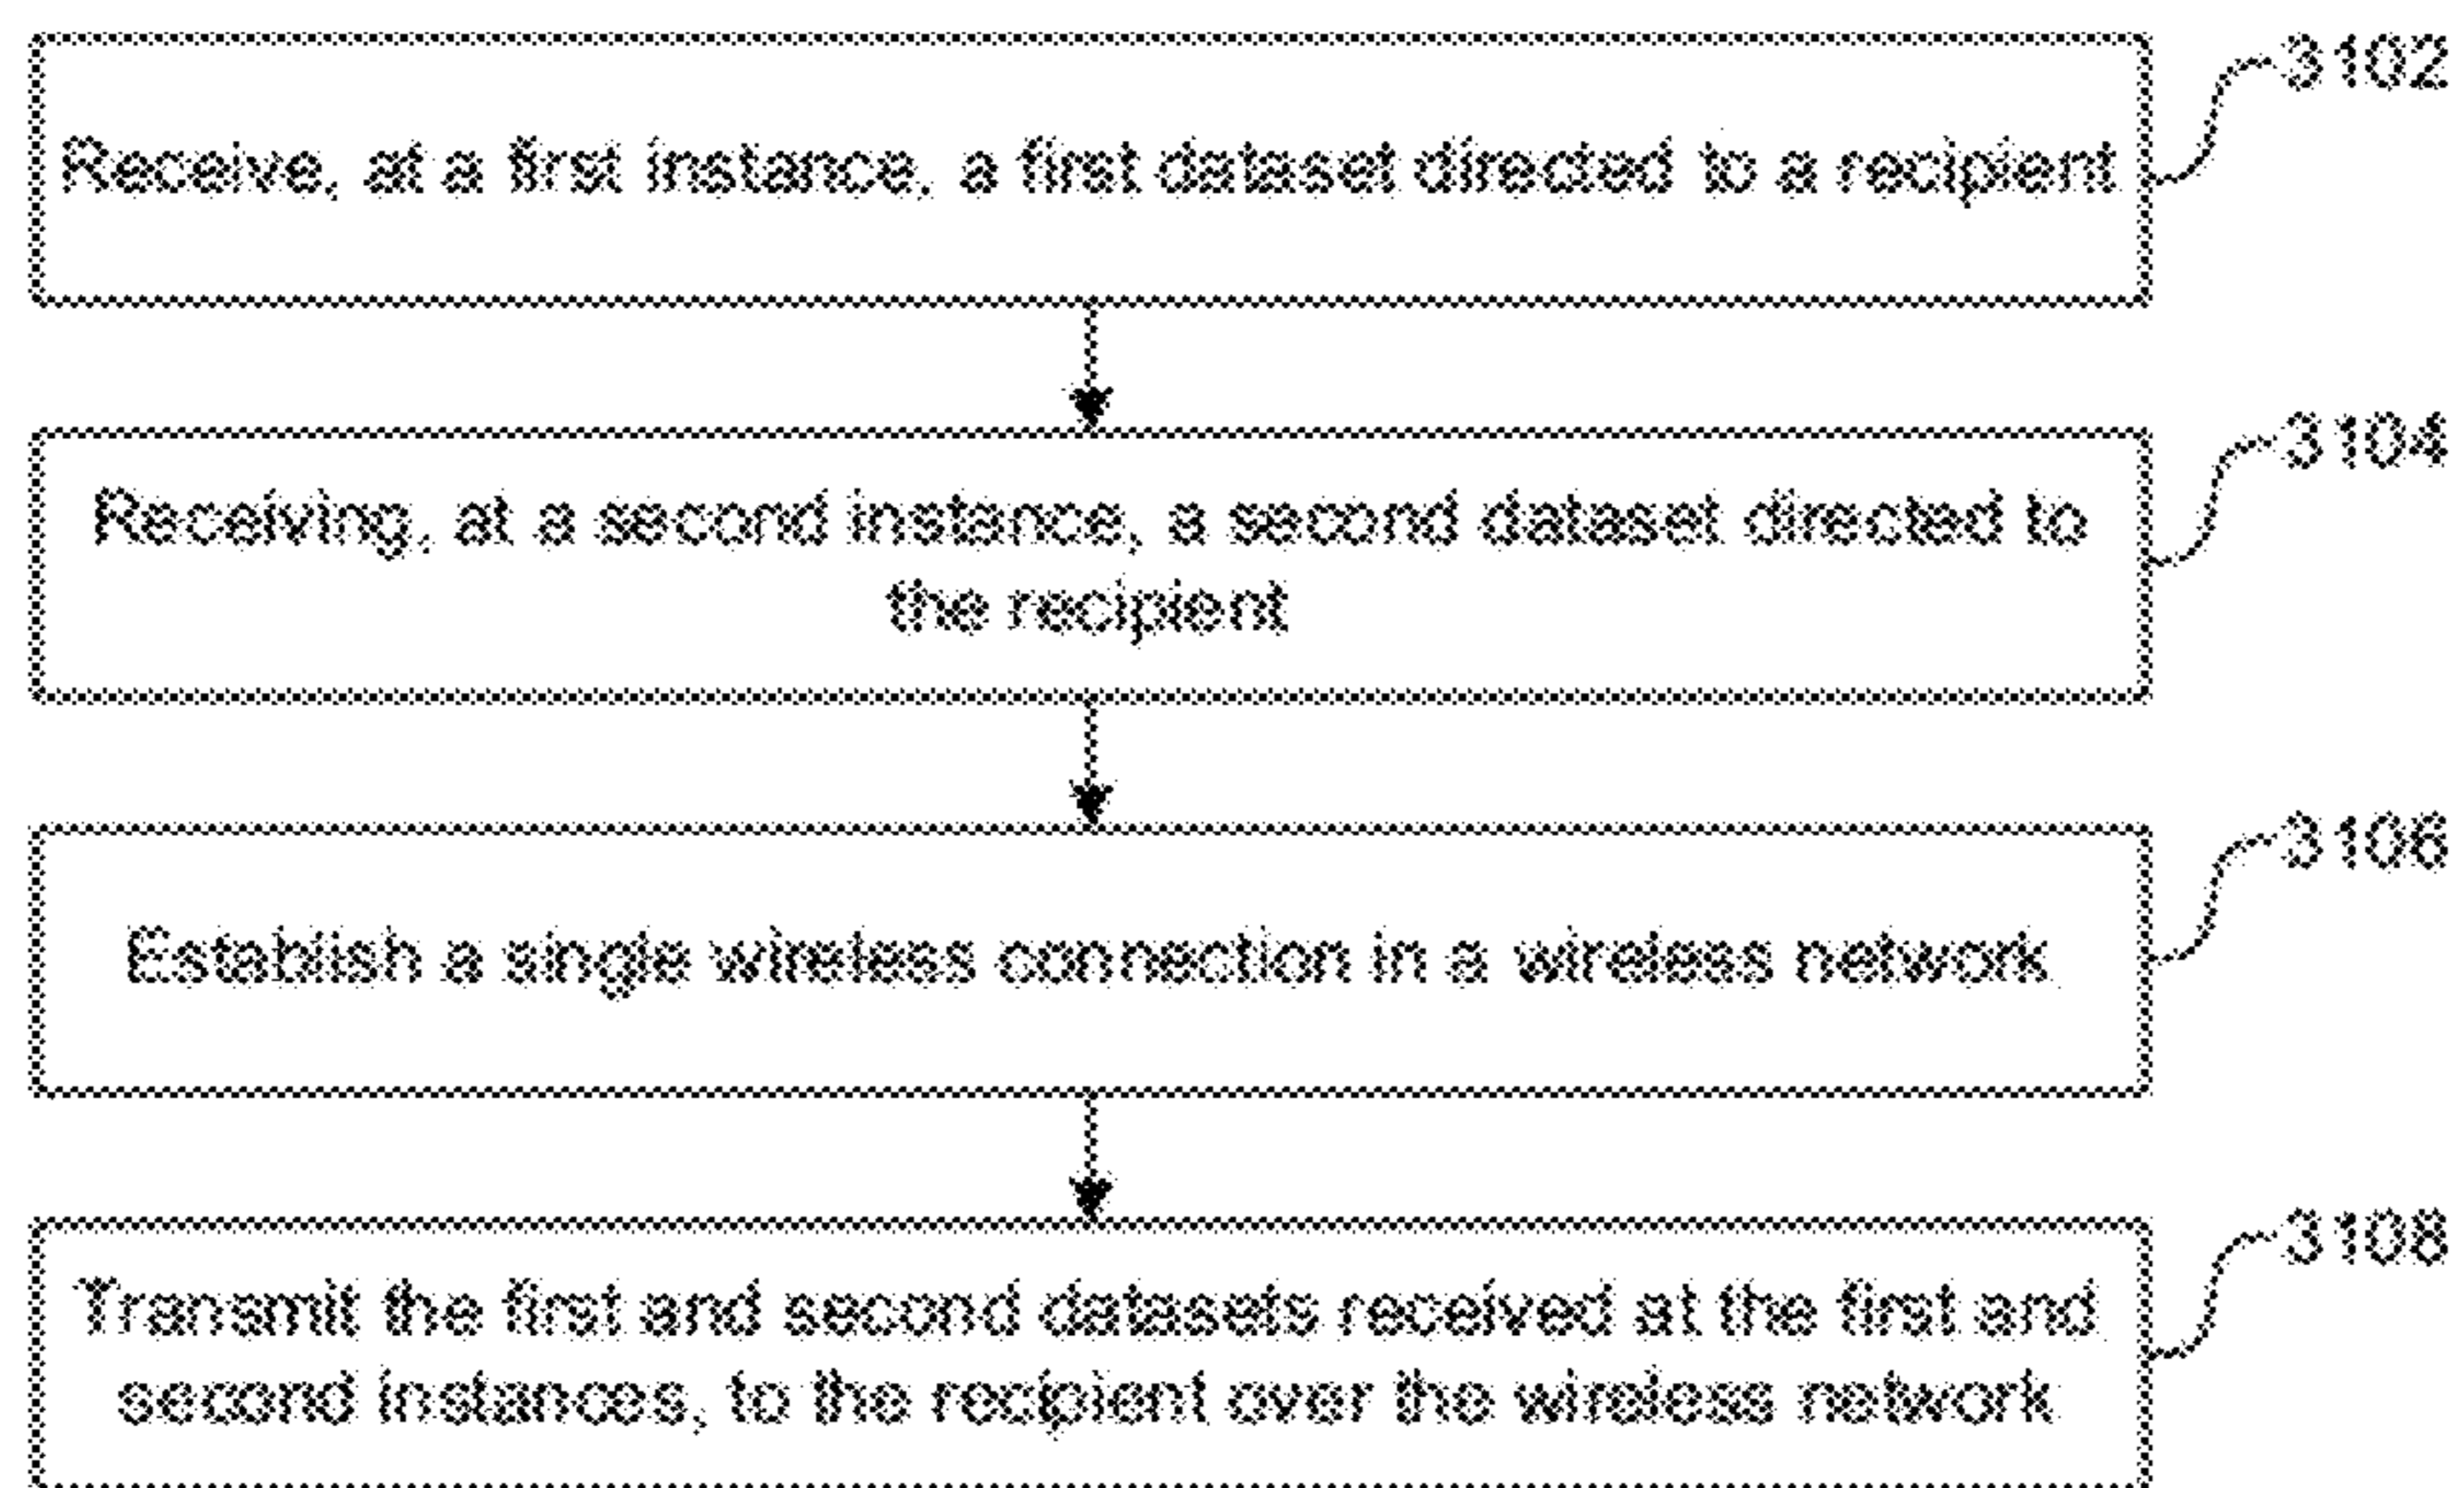 3102
Receive, at a first instance, a first dataset directed to a recipient
3104
Receiving, at a second instance, a second dataset directed to
the recipient
3106
Establish a single wireless connection in a wireless network
3108
Transmit the first and second datasets received at the first and
second instances, to the recipient over the wireless network